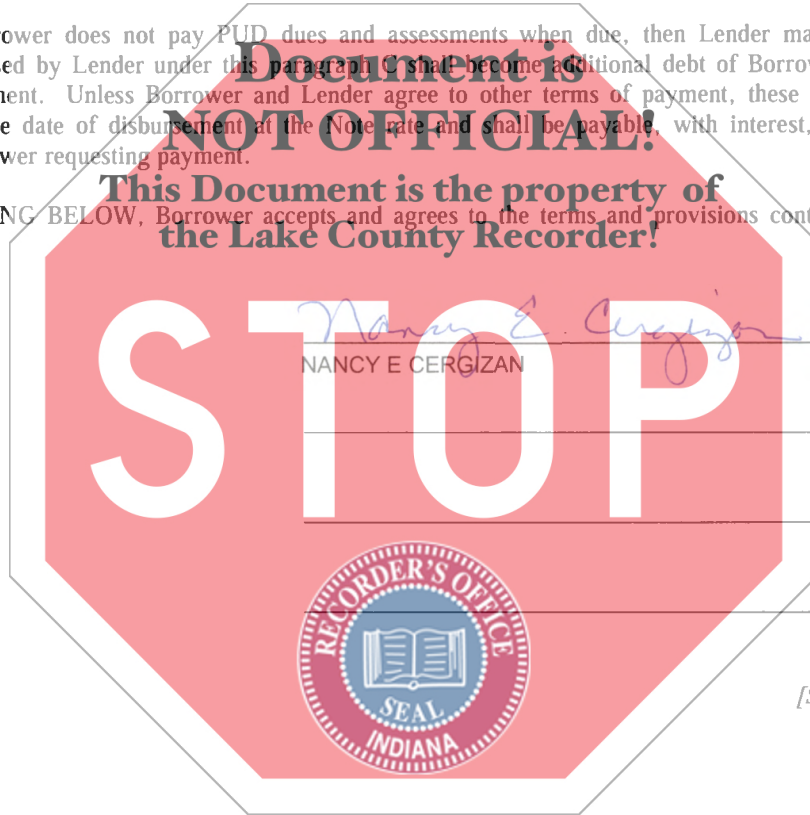 rower does not pay PUD dues and assessments when due, then Lender ma
Document is
ed by Lender under this paragraph C shall become additional debt of Borrow
nent. Unless Borrower and Lender agree to other terms of payment, these
NOT OFFICIAL!
e date of disbursement at the Note rate and shall be payable, with interest,
wer requesting payment.
This Document is the property of
NG BELOW, Borrower accepts and agrees to the terms and provisions cont
the Lake County Recorder!
Nancy E. Cergizan
NANCY E CERGIZAN
STOP
RECORDER'S OFFICE
SEAL
INDIANA
[S